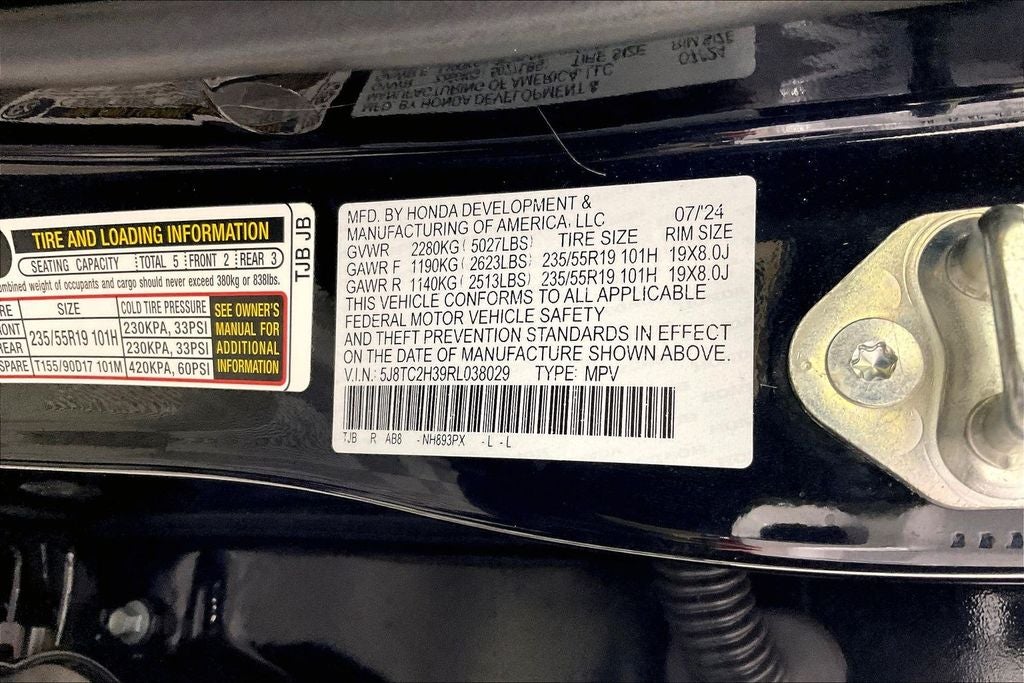 TIRE AND LOADING INFORMATION
SEATING CAPACITY TOTAL 5 FRONT 2 REAR 3
weight of occupants and cargo should never exceed 380kg or 838lbs.
SIZE COLD TIRE PRESSURE
235/55R19 101H 230KPA, 33PSI
REAR 230KPA, 33PSI
SPARE T155/90D17 101M 420KPA, 60PSI
SEE OWNER'S
MANUAL FOR
ADDITIONAL
INFORMATION
TJB JB
MFD. BY HONDA DEVELOPMENT &
MANUFACTURING OF AMERICA, LLC 07/'24
GVWR 2280KG ( 5027LBS) TIRE SIZE RIM SIZE
GAWR F 1190KG ( 2623LBS) 235/55R19 101H 19X8.0J
GAWR R 1140KG ( 2513LBS) 235/55R19 101H 19X8.0J
THIS VEHICLE CONFORMS TO ALL APPLICABLE
FEDERAL MOTOR VEHICLE SAFETY
AND THEFT PREVENTION STANDARDS IN EFFECT
ON THE DATE OF MANUFACTURE SHOWN ABOVE.
V.I.N.: 5J8TC2H39RL038029 TYPE: MPV
TJB R AB8 -NH893PX -L -L